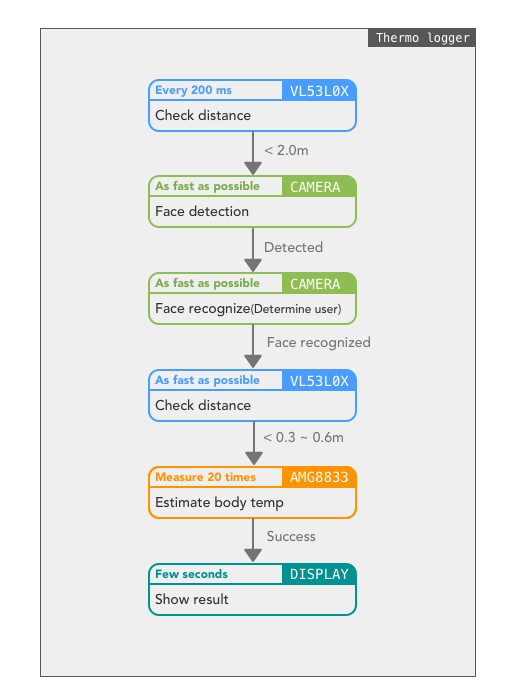 Thermo logger
Every 200 ms VL53L0X
Check distance
< 2.0m
As fast as possible CAMERA
Face detection
Detected
As fast as possible CAMERA
Face recognize(Determine user)
Face recognized
As fast as possible VL53L0X
Check distance
< 0.3 ~ 0.6m
Measure 20 times AMG8833
Estimate body temp
Success
Few seconds DISPLAY
Show result